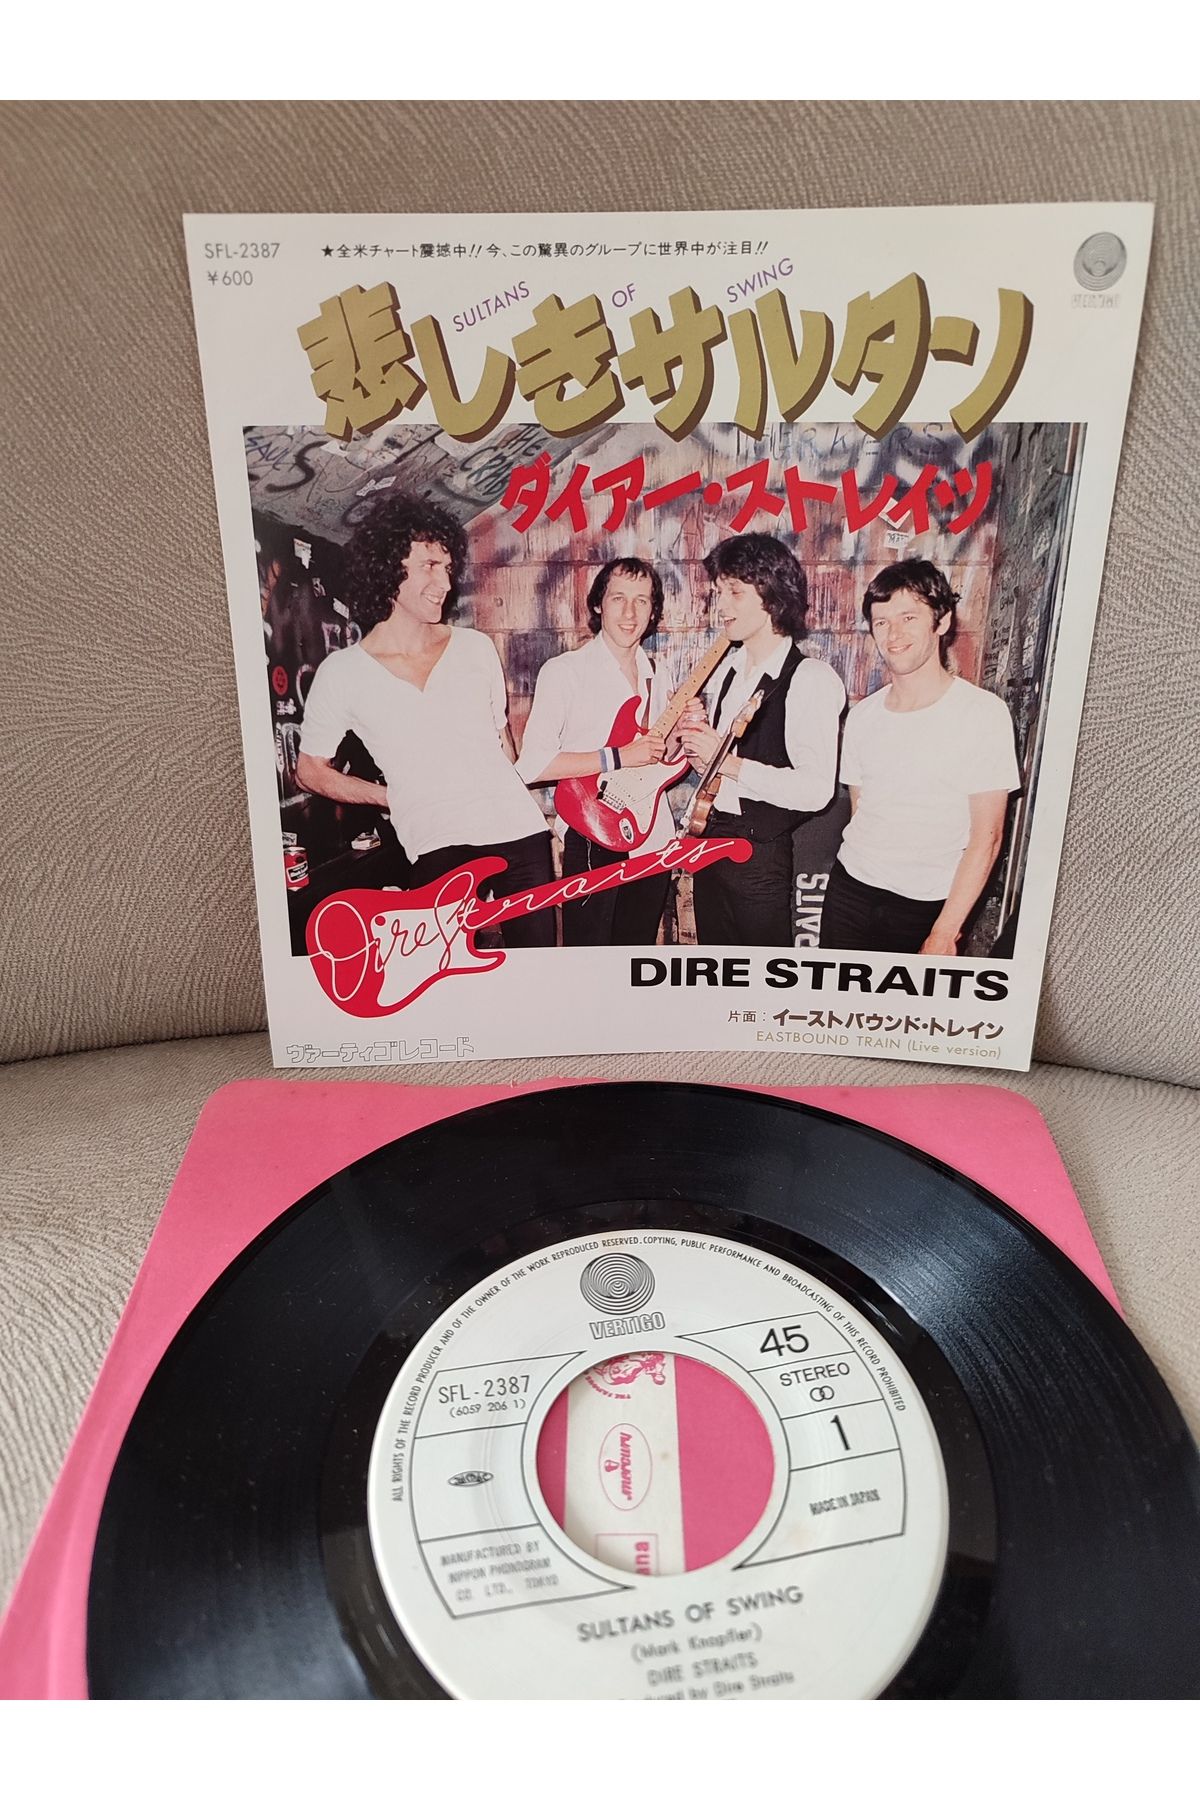 SFL-2387
¥600
★全米チャート震撼中!! 今、この驚異のグループに世界中が注目!!
VERTIGO
SULTANS OF SWING
悲しきサルタン
ダイアー・ストレイツ
Dire Straits
DIRE STRAITS
片面：イーストバウンド・トレイン
EASTBOUND TRAIN (Live version)
ヴァーティゴレコード
ALL RIGHTS OF THE RECORD PRODUCER AND OF THE OWNER OF THE WORK REPRODUCED RESERVED. COPYING, PUBLIC PERFORMANCE AND BROADCASTING OF THIS RECORD PROHIBITED
VERTIGO
SFL-2387
(6059 206 1)
45
STEREO
1
mercury
MADE IN JAPAN
MANUFACTURED BY
NIPPON PHONOGRAM
CO. LTD., TOKYO
SULTANS OF SWING
(Mark Knopfler)
DIRE STRAITS
Produced by Dire Straits